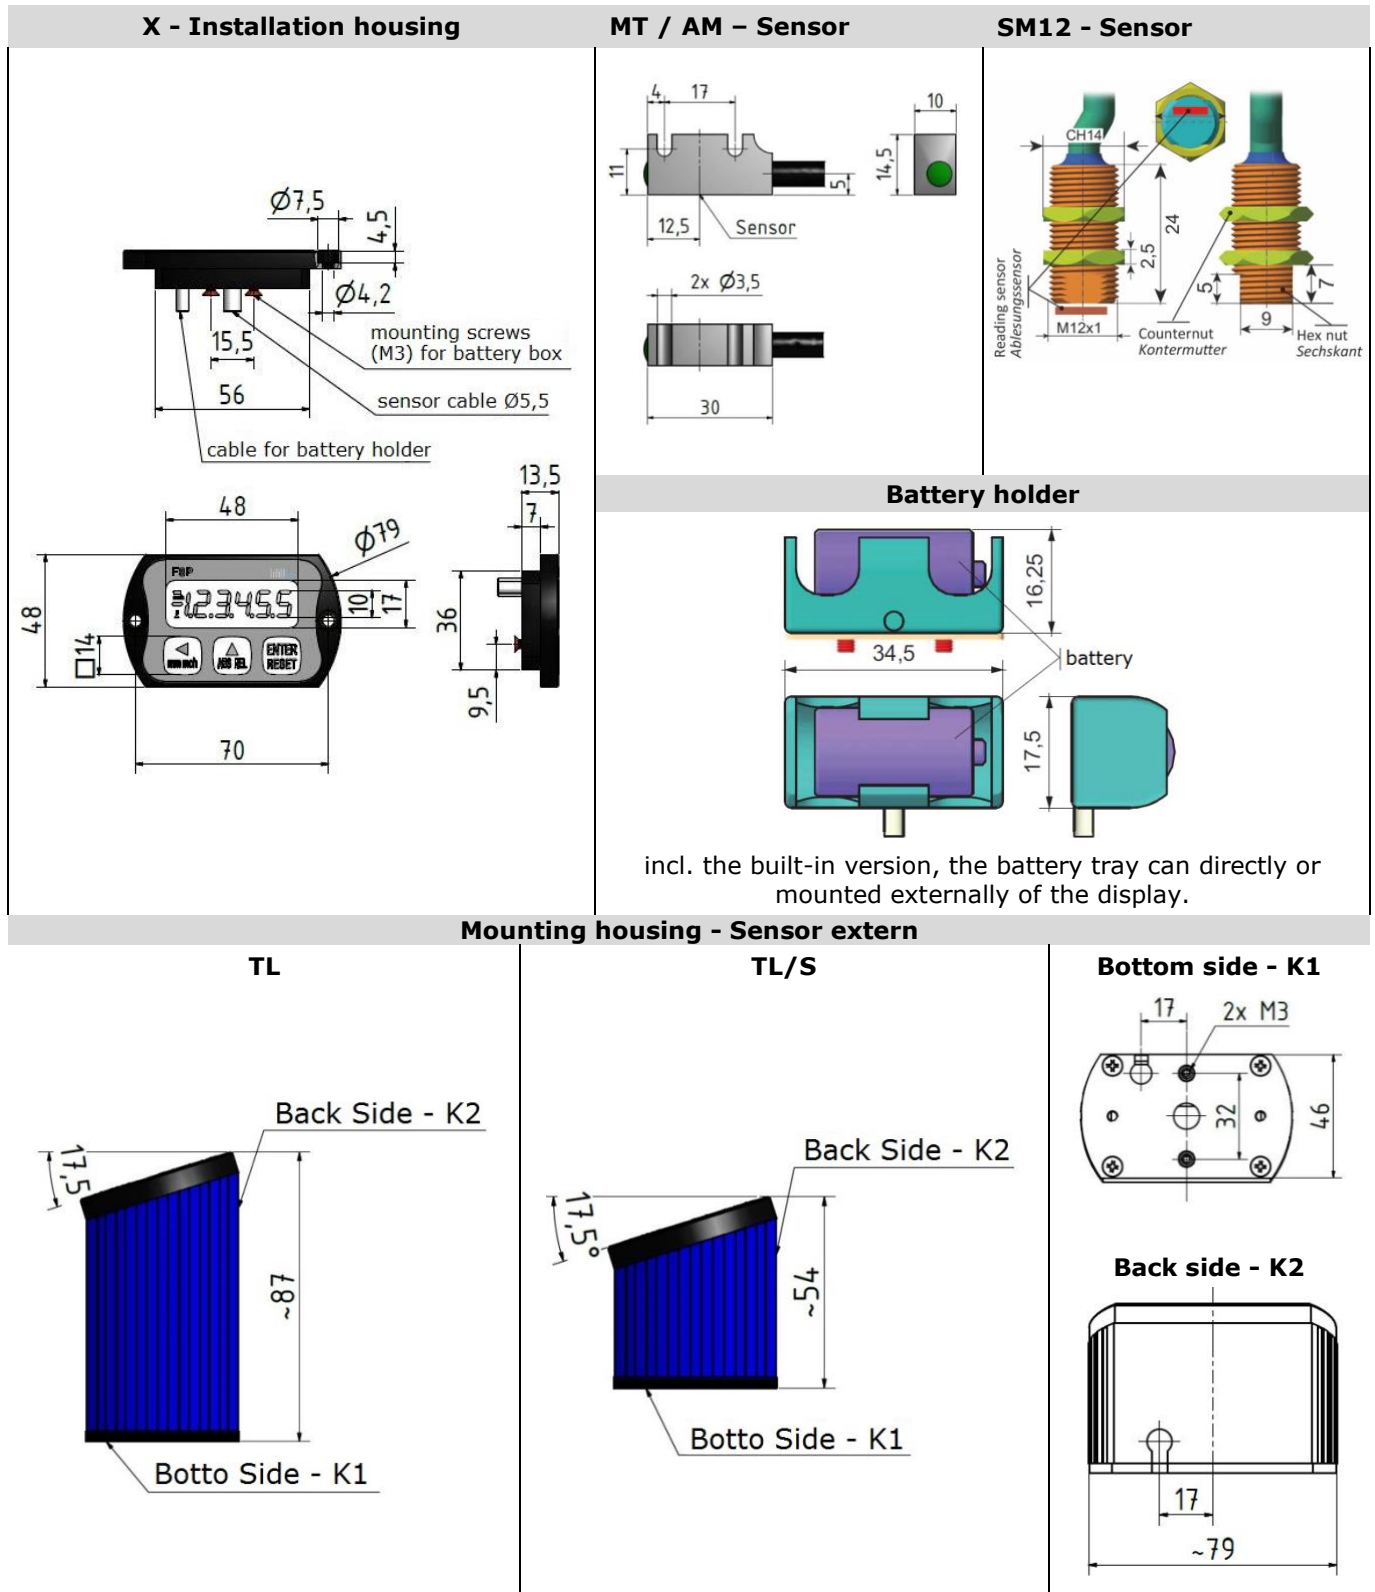 X - Installation housing
MT / AM – Sensor
SM12 - Sensor
Ø7,5
4,5
Ø4,2
15,5
56
mounting screws
(M3) for battery box
sensor cable Ø5,5
cable for battery holder
48
Ø79
48
10
17
□14
mm inch
ABS REL
ENTER
RESET
70
13,5
7
36
9,5
4
17
11
12,5
Sensor
5
10
14,5
2x Ø3,5
30
CH14
24
2,5
Reading sensor
Ablesungssensor
M12x1
Counternut
Kontermutter
5
7
9
Hex nut
Sechskant
Battery holder
16,25
34,5
battery
17,5
incl. the built-in version, the battery tray can directly or
mounted externally of the display.
Mounting housing - Sensor extern
TL
17,5
Back Side - K2
~87
Botto Side - K1
TL/S
17,5°
Back Side - K2
~54
Botto Side - K1
Bottom side - K1
17
2x M3
32
46
Back side - K2
17
~79